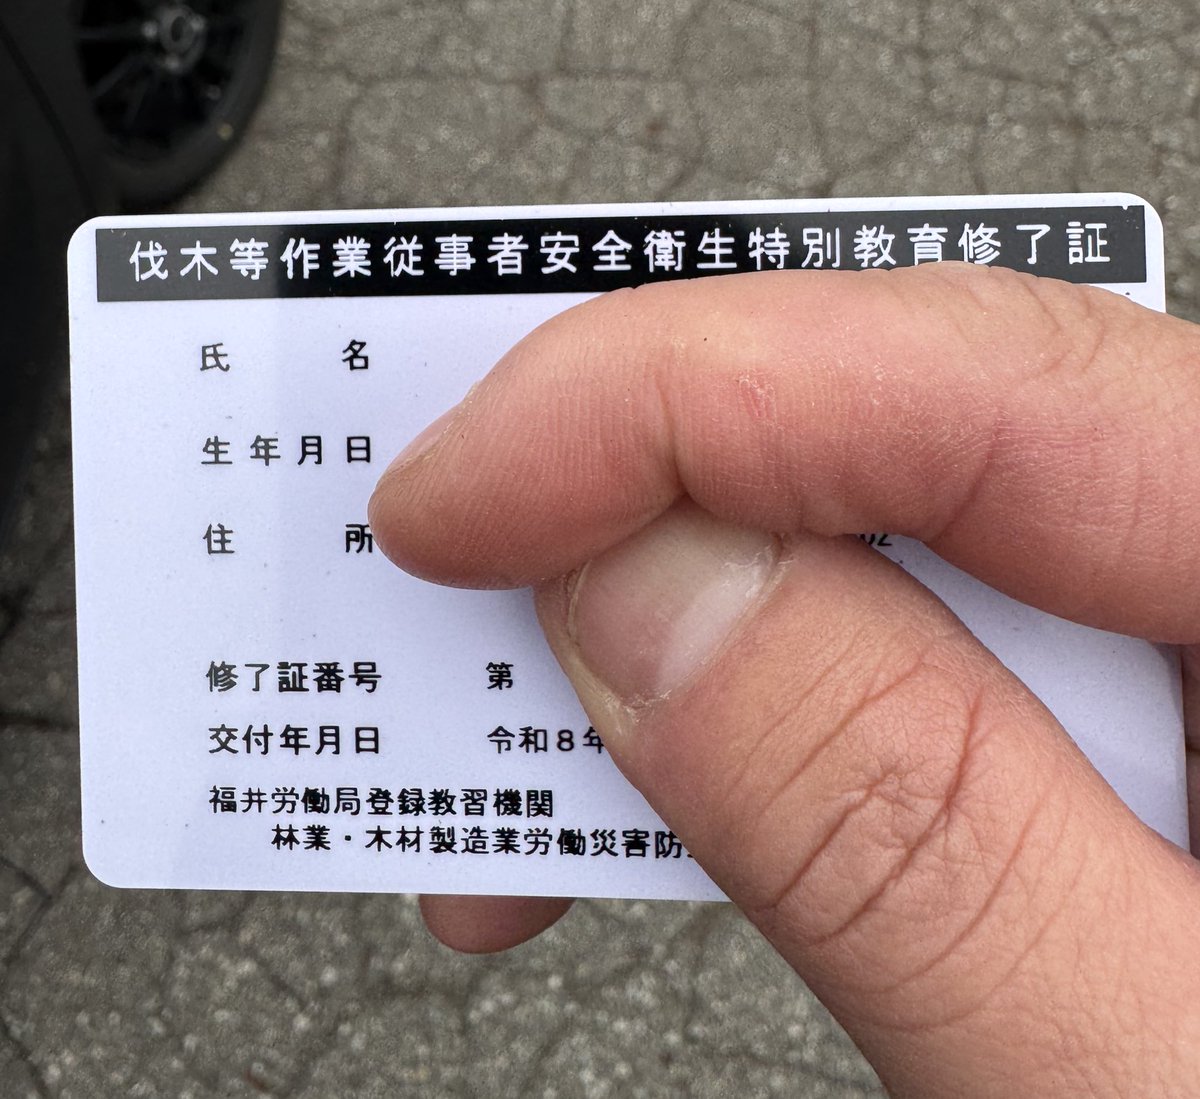 伐木等作業従事者安全衛生特別教育修了証
氏名
生年月日
住所
修了証番号 第
交付年月日 令和8年
福井労働局登録教習機関
林業・木材製造業労働災害防